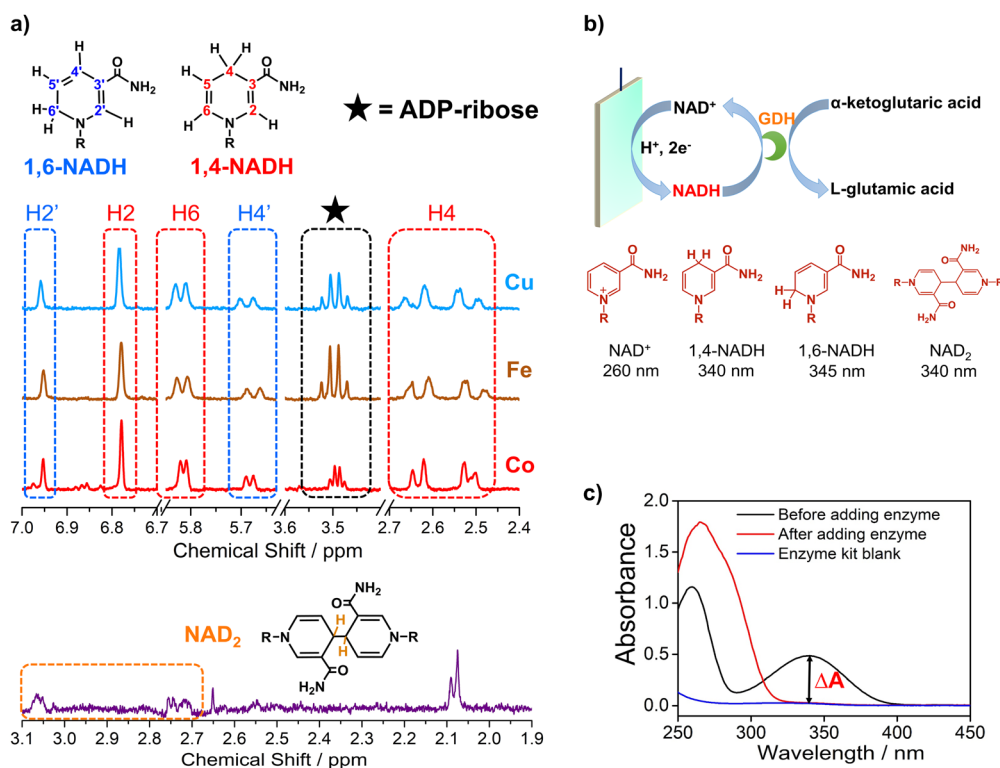 a)
H
4'
H
5'
3'
O
NH₂
H
6'
2'
H
H
N
R
1,6-NADH
H
H
4
H
5
3
O
NH₂
H
6
2
H
N
R
1,4-NADH
★ = ADP-ribose
H2’ H2 H6 H4’ ★ H4
Cu
Fe
Co
7.0 6.9 6.8 6.7 5.8 5.7 3.6 3.5 2.7 2.6 2.5 2.4
Chemical Shift / ppm
NAD₂
O
NH₂
R-N
H
H
N-R
O
H₂N
3.1 3.0 2.9 2.8 2.7 2.6 2.5 2.4 2.3 2.2 2.1 2.0 1.9
Chemical Shift / ppm
b)
NAD⁺
α-ketoglutaric acid
GDH
H⁺, 2e⁻
NADH
L-glutamic acid
O
NH₂
N
+
R
H H O
NH₂
N
R
O
NH₂
H
H
N
R
NH₂
O
R-N
N-R
O
H₂N
NAD⁺ 1,4-NADH 1,6-NADH NAD₂
260 nm 340 nm 345 nm 340 nm
c)
Before adding enzyme
After adding enzyme
Enzyme kit blank
ΔA
2.0
1.5
1.0
0.5
0.0
Absorbance
250 300 350 400 450
Wavelength / nm